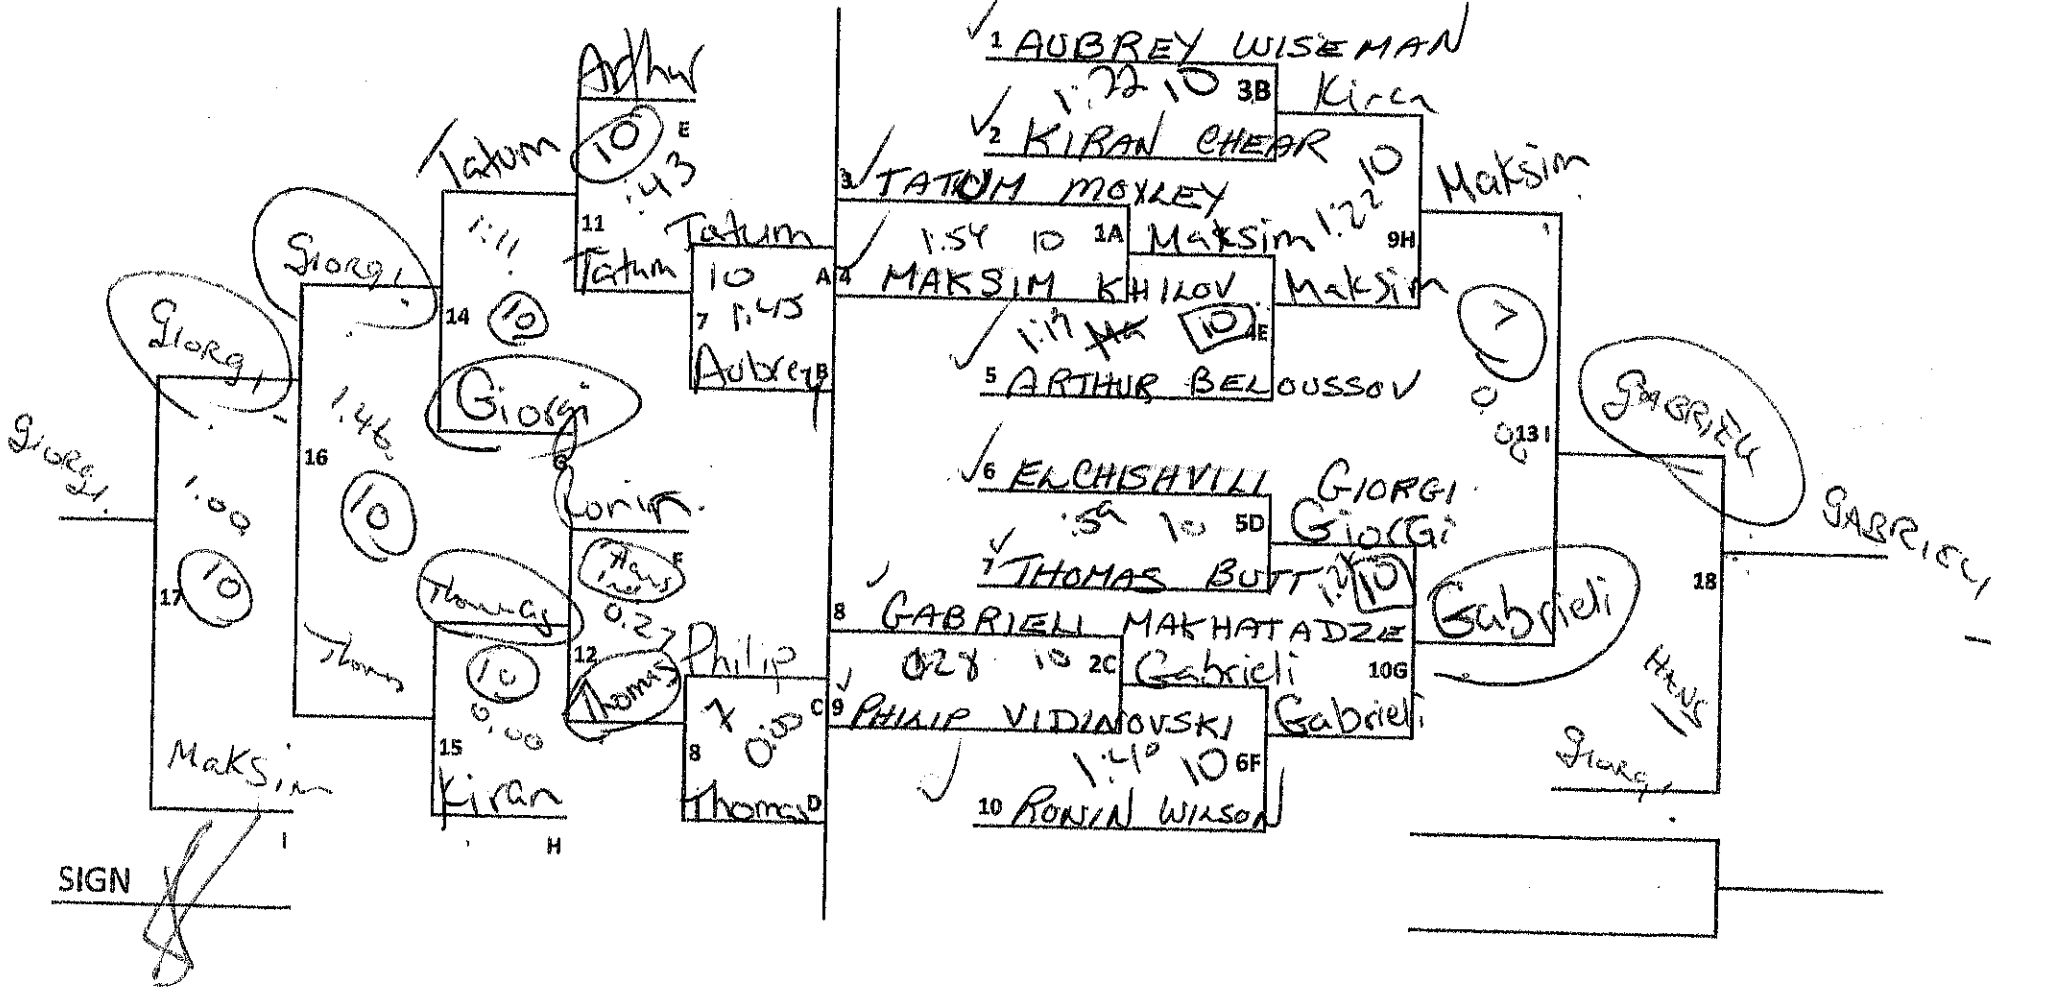 Arthur
10 E
:43
11
Tatum
Tatum
1:11
14
10
Giorgi
G
Giorgi
Giorgi
Giorgi
1.46
16
10
1.00
17
10
Maksim
I
SIGN
Tatum
A
10
7 1:45
Aubrey B
F
0.27
12
Thomas
Thomas
10
0.00
15
Kiran
H
Philip
C
0:00
8
Thomas D
1 AUBREY WISEMAN
1:22 10 3B
Kiran
2 KIRAN CHEAR
10
1:22
9H
Maksim
3 TATUM MOXLEY
1:54 10 1A
Maksim
4 MAKSIM KHILOV
Maksim
10 4E
5 ARTHUR BELOUSSOV
13 I
GABRIELI
6 ELCHISHVILI GIORGI
:59 10 5D
GIORGI
7 THOMAS BUTT
10
8 GABRIELI MAKHATADZE
10G
Gabrieli
0:28 10 2C
Gabrieli
9 PHILIP VIDINOVSKI
Gabrieli
1:40 10 6F
10 RONIN WILSON
18
HANS
Giorgi
GABRIELI